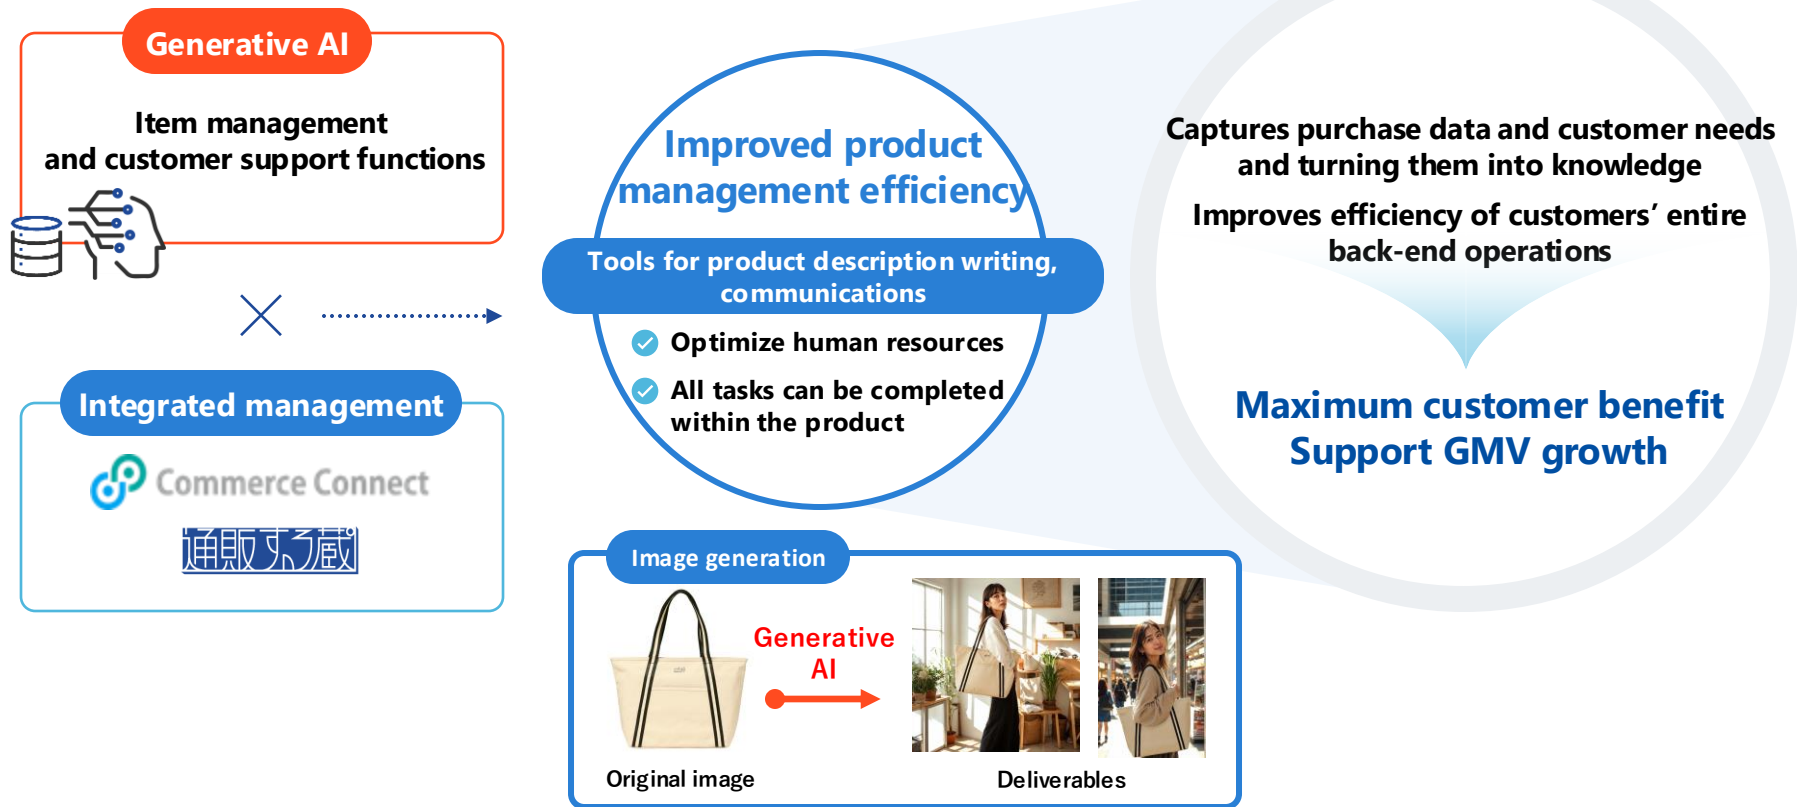 Generative AI
Item management
and customer support functions
Integrated management
Commerce Connect
通販する蔵
Improved product
management efficiency
Tools for product description writing,
communications
Optimize human resources
All tasks can be completed
within the product
Captures purchase data and customer needs
and turning them into knowledge
Improves efficiency of customers’ entire
back-end operations
Maximum customer benefit
Support GMV growth
Image generation
Generative
AI
Original image
Deliverables